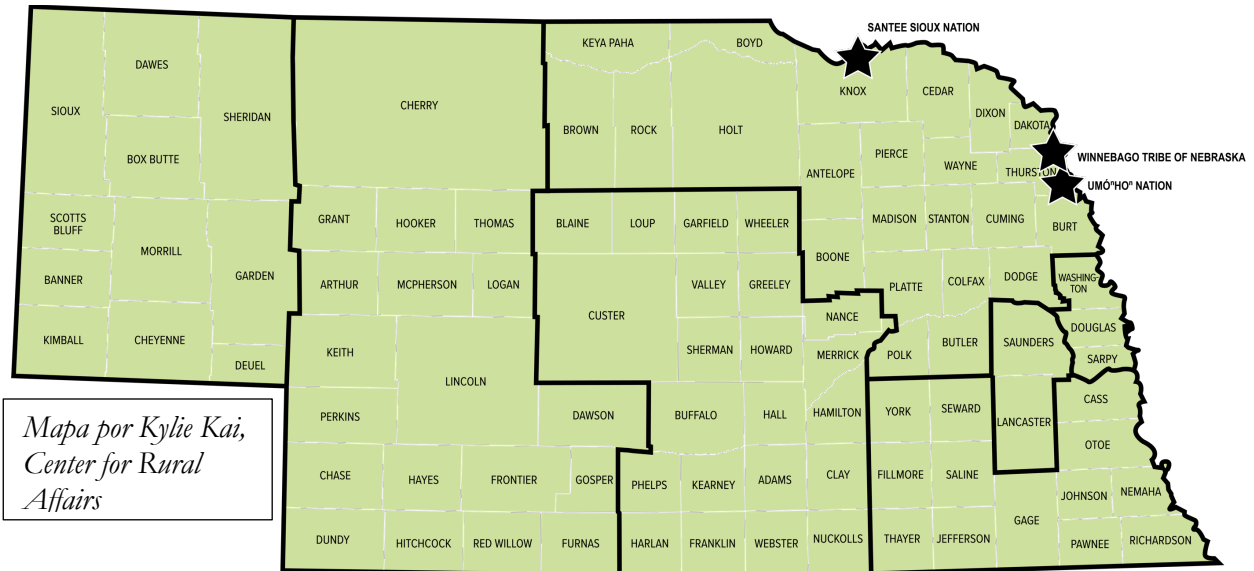 SANTEE SIOUX NATION
KEYA PAHA
BOYD
DAWES
KNOX
CEDAR
SIOUX
SHERIDAN
CHERRY
DIXON
DAKOTA
BROWN
ROCK
HOLT
BOX BUTTE
PIERCE
WAYNE
WINNEBAGO TRIBE OF NEBRASKA
ANTELOPE
THURSTON
UMÓⁿHOⁿ NATION
SCOTTS
BLUFF
GRANT
HOOKER
THOMAS
BLAINE
LOUP
GARFIELD
WHEELER
MADISON
STANTON
CUMING
BURT
MORRILL
BOONE
BANNER
GARDEN
ARTHUR
MCPHERSON
LOGAN
VALLEY
GREELEY
PLATTE
COLFAX
DODGE
WASHING-
TON
CUSTER
NANCE
DOUGLAS
KIMBALL
CHEYENNE
KEITH
SHERMAN
HOWARD
MERRICK
POLK
BUTLER
SAUNDERS
SARPY
DEUEL
LINCOLN
PERKINS
DAWSON
BUFFALO
HALL
HAMILTON
YORK
SEWARD
LANCASTER
CASS
OTOE
Mapa por Kylie Kai,
Center for Rural
Affairs
CHASE
HAYES
FRONTIER
GOSPER
PHELPS
KEARNEY
ADAMS
CLAY
FILLMORE
SALINE
JOHNSON
NEMAHA
GAGE
DUNDY
HITCHCOCK
RED WILLOW
FURNAS
HARLAN
FRANKLIN
WEBSTER
NUCKOLLS
THAYER
JEFFERSON
PAWNEE
RICHARDSON